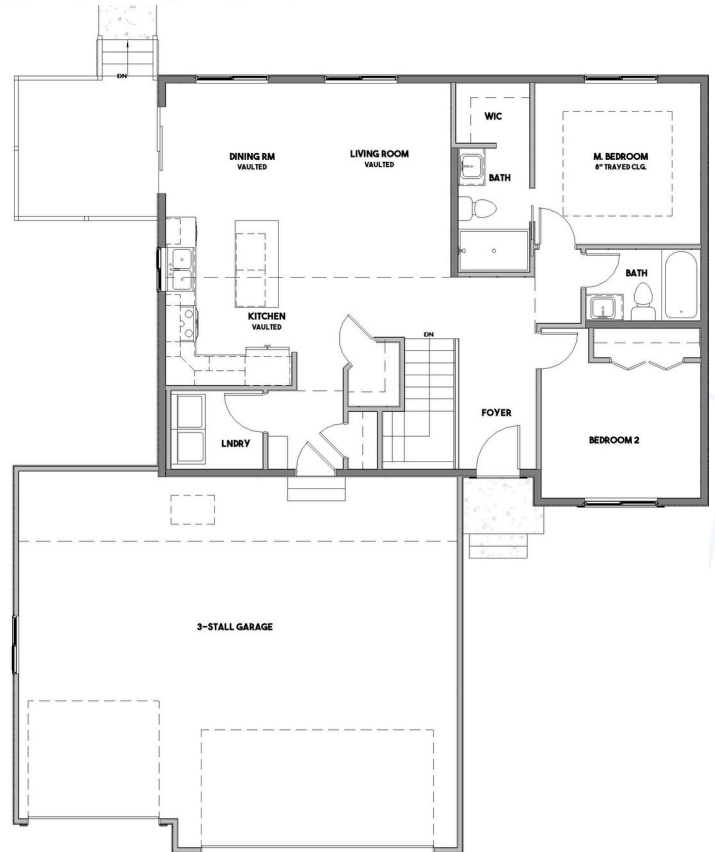 DN
WIC
DINING RM
VAULTED
LIVING ROOM
VAULTED
M. BEDROOM
8" TRAYED CLG.
BATH
BATH
KITCHEN
VAULTED
DN
FOYER
LNDRY
BEDROOM 2
3-STALL GARAGE